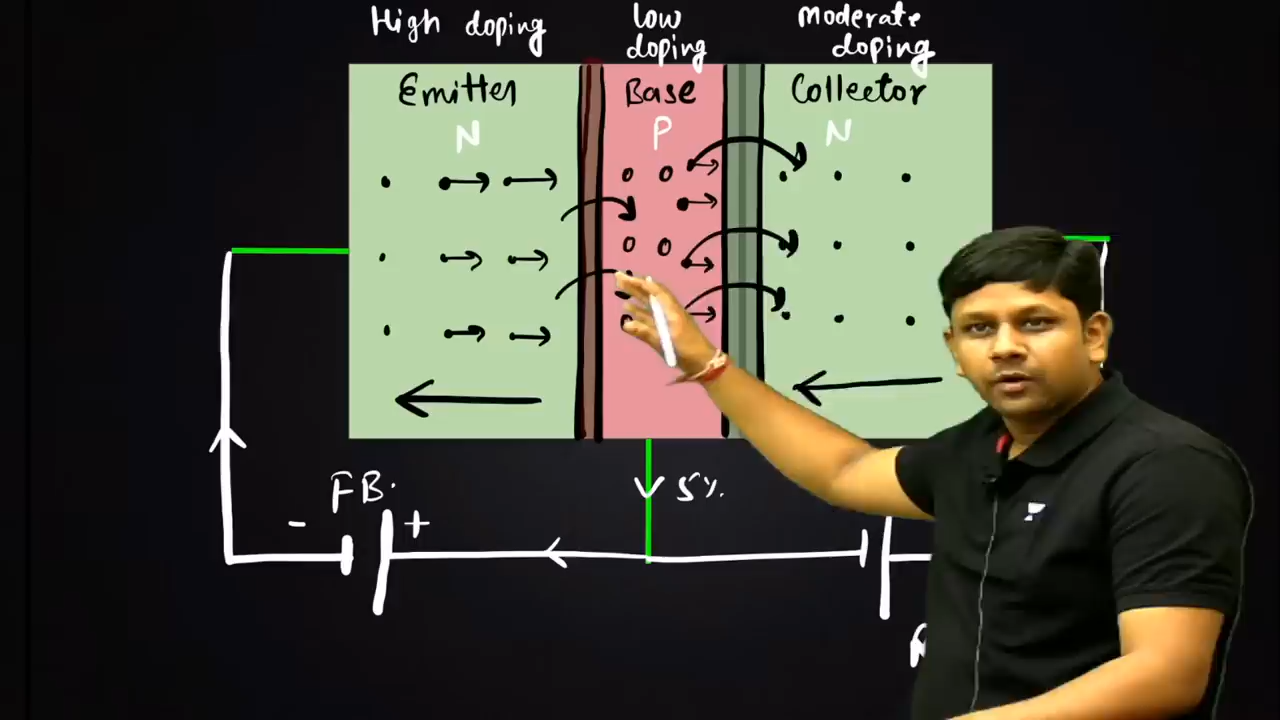 High doping
Low
doping
moderate
doping
Emitter
Base
Collector
N
P
N
5%
FB.
-
+